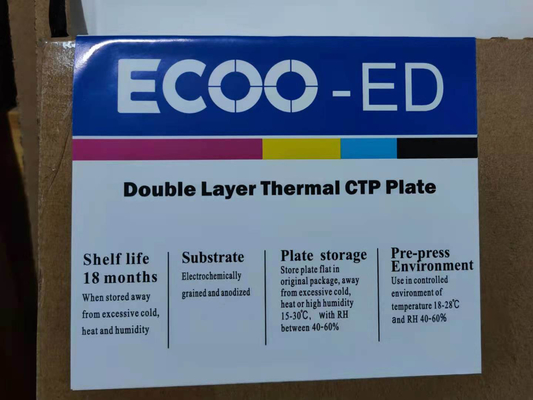 ECOO-ED
Double Layer Thermal CTP Plate
Shelf life
18 months
When stored away
from excessive cold,
heat and humidity
Substrate
Electrochemically
grained and anodized
Plate storage
Store plate flat in
original package, away
from excessive cold,
heat or high humidity
15-30℃, with RH
between 40-60%
Pre-press
Environment
Use in controlled
environment of
temperature 18-28℃
and RH 40-60%